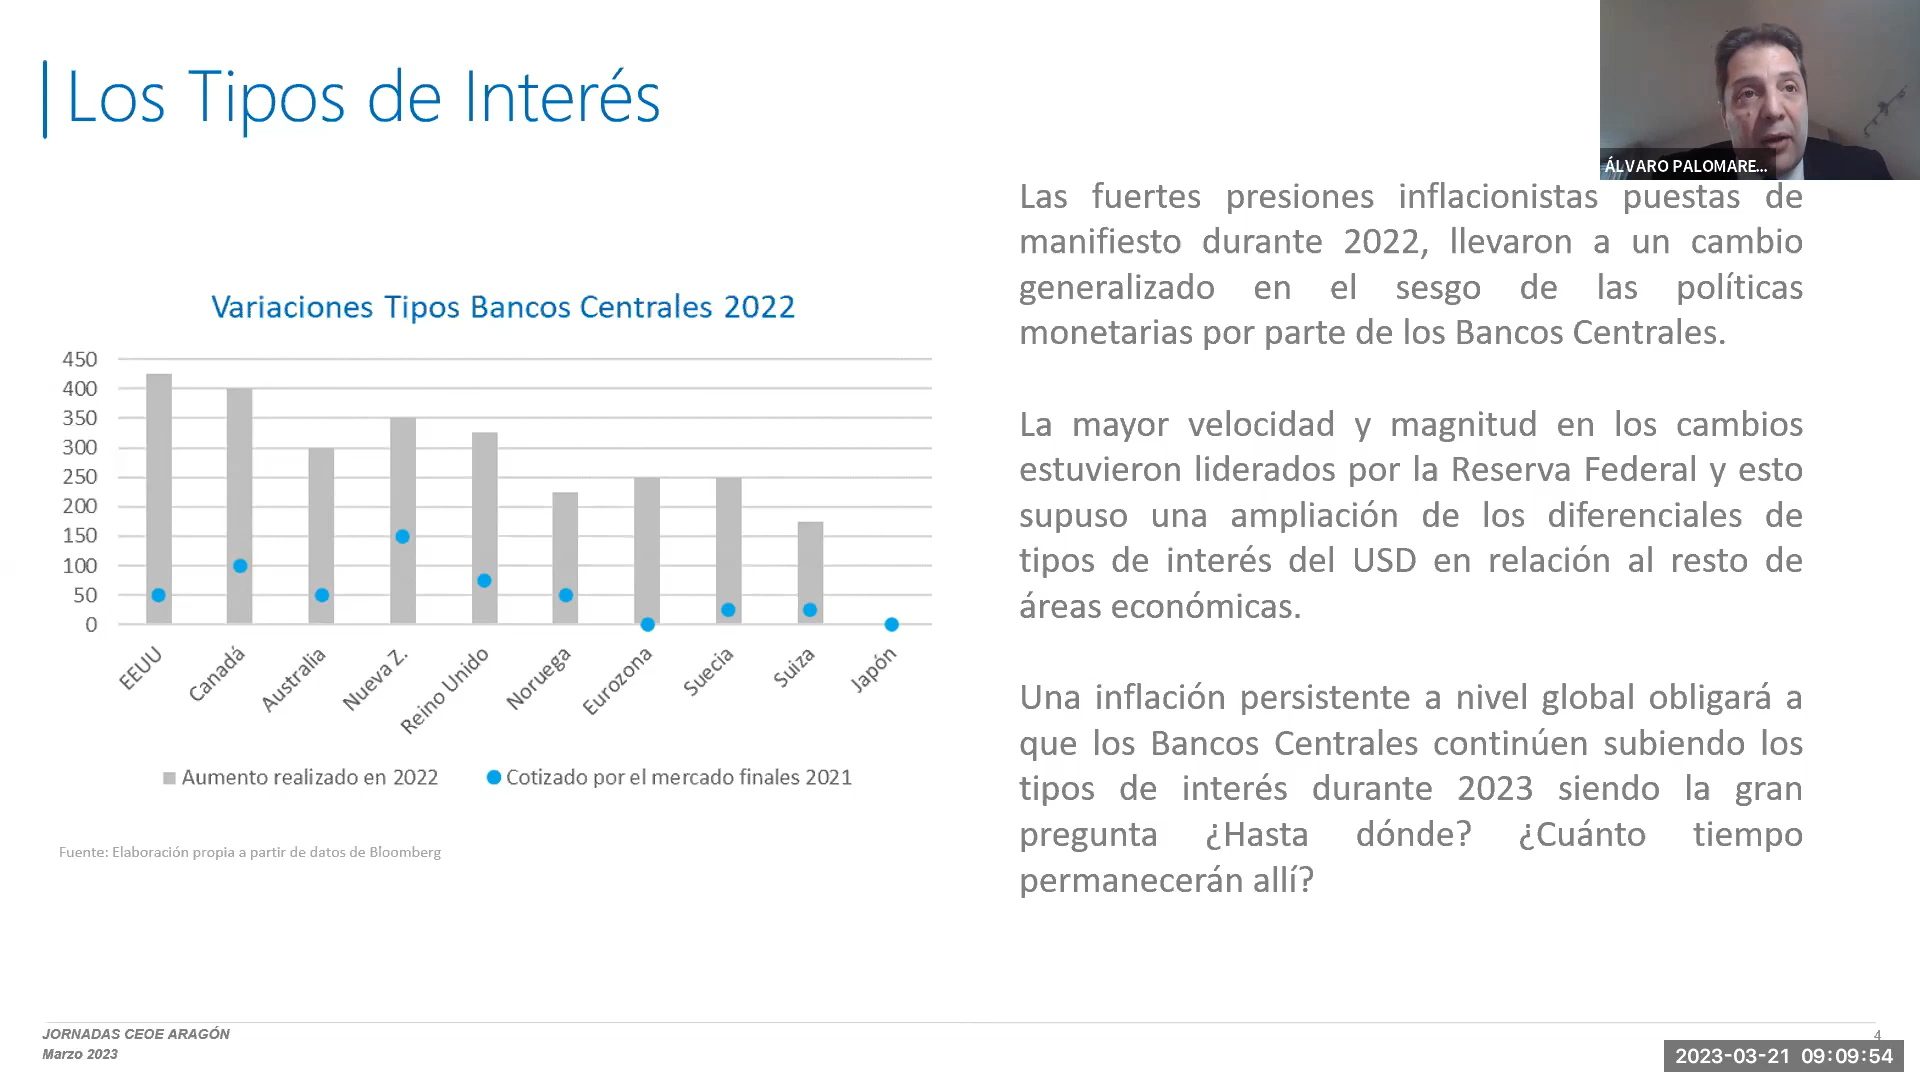 Los Tipos de Interés
ÁLVARO PALOMARE...
Variaciones Tipos Bancos Centrales 2022
450
400
350
300
250
200
150
100
50
0
EEUU
Canadá
Australia
Nueva Z.
Reino Unido
Noruega
Eurozona
Suecia
Suiza
Japón
Aumento realizado en 2022
Cotizado por el mercado finales 2021
Fuente: Elaboración propia a partir de datos de Bloomberg
Las fuertes presiones inflacionistas puestas de
manifiesto durante 2022, llevaron a un cambio
generalizado en el sesgo de las políticas
monetarias por parte de los Bancos Centrales.
La mayor velocidad y magnitud en los cambios
estuvieron liderados por la Reserva Federal y esto
supuso una ampliación de los diferenciales de
tipos de interés del USD en relación al resto de
áreas económicas.
Una inflación persistente a nivel global obligará a
que los Bancos Centrales continúen subiendo los
tipos de interés durante 2023 siendo la gran
pregunta ¿Hasta dónde? ¿Cuánto tiempo
permanecerán allí?
JORNADAS CEOE ARAGÓN
Marzo 2023
4
2023-03-21 09:09:54